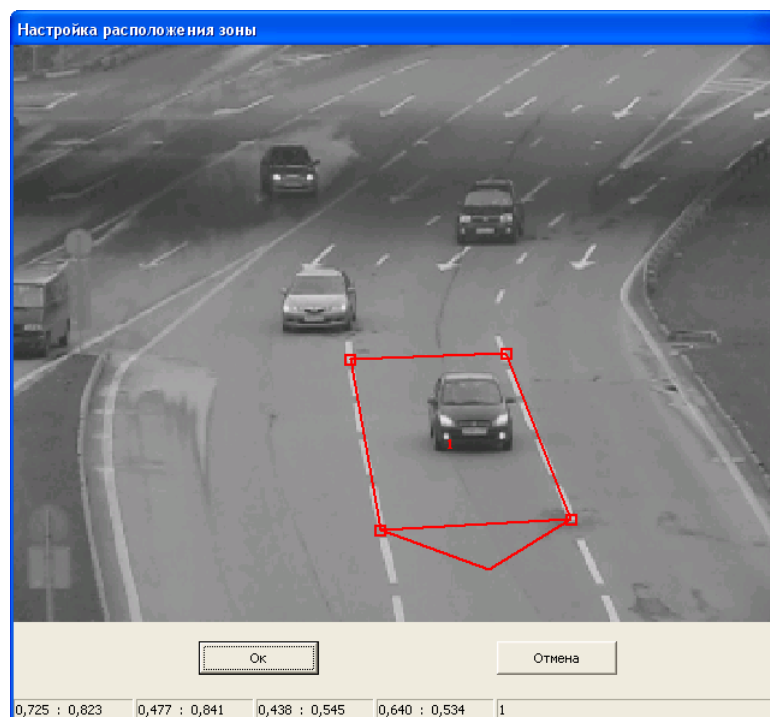 Настройка расположения зоны
1
Ок
Отмена
0,725 : 0,823
0,477 : 0,841
0,438 : 0,545
0,640 : 0,534
1